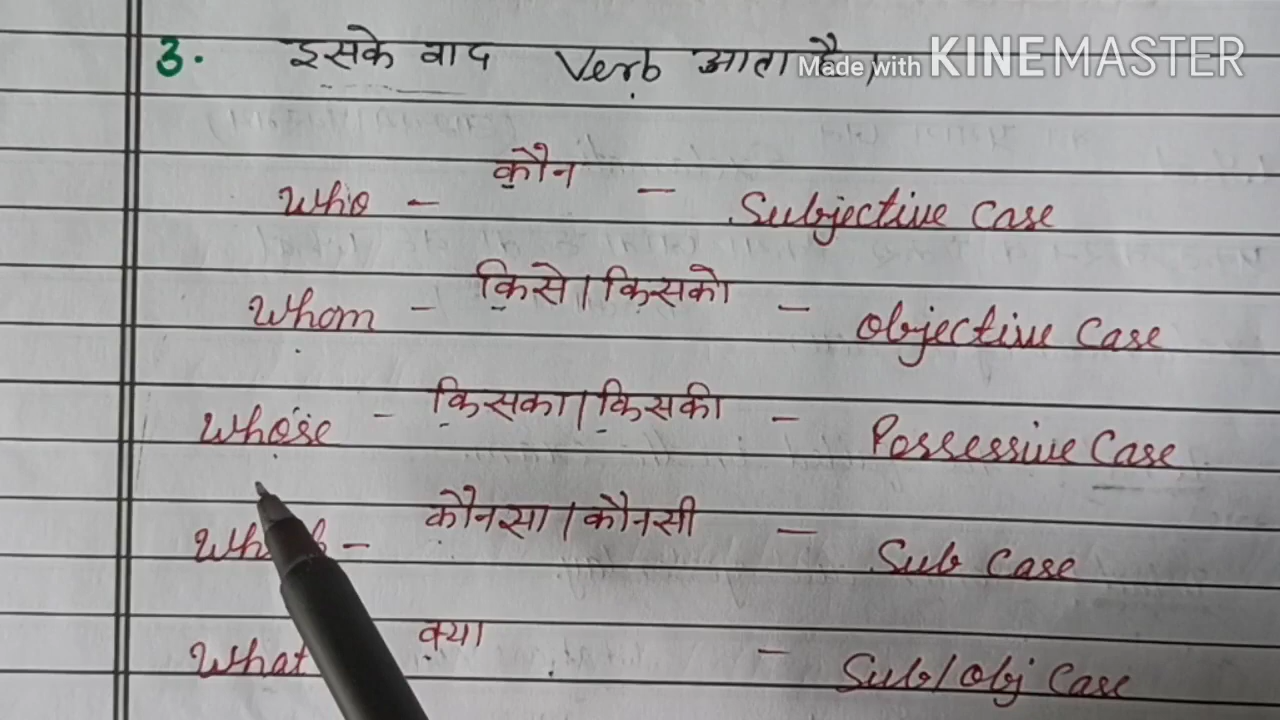 3. इसके बाद Verb आता है।
Made with KINEMASTER
Who - कौन - Subjective Case
Whom - किसे / किसको - Objective Case
Whose - किसका / किसकी - Possessive Case
कौनसा / कौनसी - Sub Case
What क्या - Sub/Obj Case